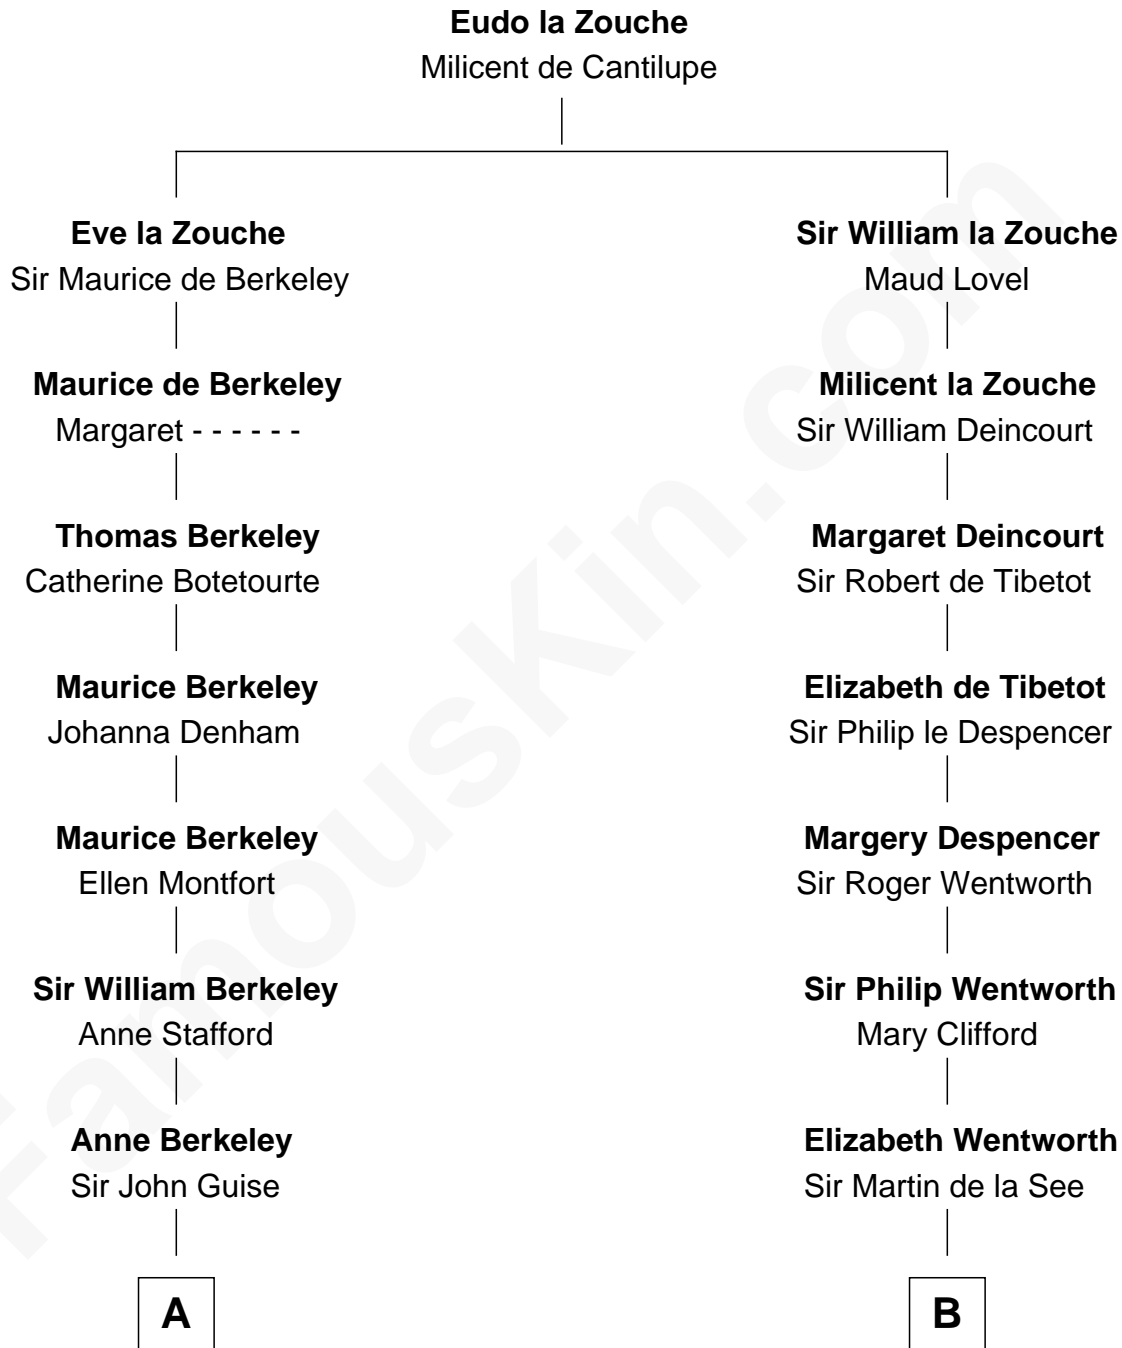 Eudo la Zouche
Milicent de Cantilupe
Eve la Zouche
Sir Maurice de Berkeley
Sir William la Zouche
Maud Lovel
Maurice de Berkeley
Margaret - - - - - -
Milicent la Zouche
Sir William Deincourt
Thomas Berkeley
Catherine Botetourte
Margaret Deincourt
Sir Robert de Tibetot
Maurice Berkeley
Johanna Denham
Elizabeth de Tibetot
Sir Philip le Despencer
Maurice Berkeley
Ellen Montfort
Margery Despencer
Sir Roger Wentworth
Sir William Berkeley
Anne Stafford
Sir Philip Wentworth
Mary Clifford
Anne Berkeley
Sir John Guise
Elizabeth Wentworth
Sir Martin de la See
A
B
FamousKin.com